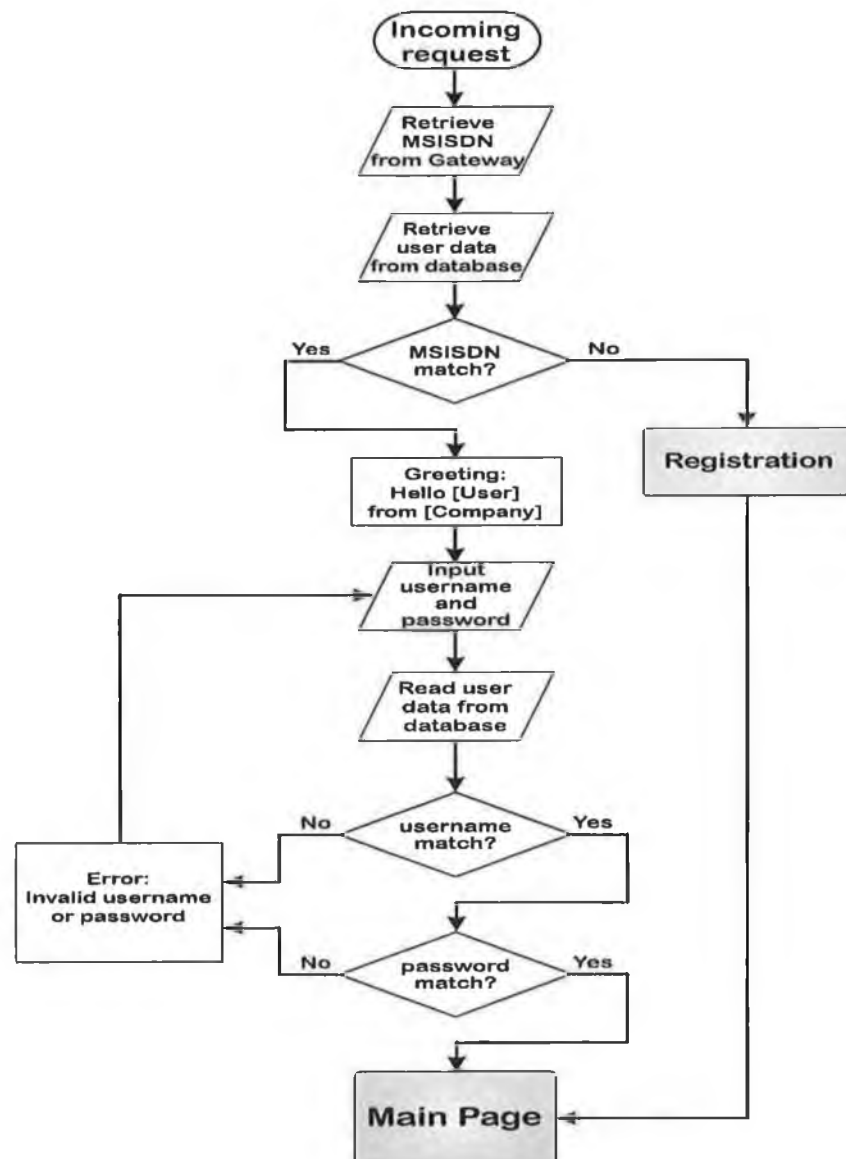 Incoming
request
Retrieve
MSISDN
from Gateway
Retrieve
user data
from database
Yes
MSISDN
match?
No
Registration
Greeting:
Hello [User]
from [Company]
Input
username
and
password
Read user
data from
database
No
username
match?
Yes
Error:
Invalid username
or password
No
password
match?
Yes
Main Page